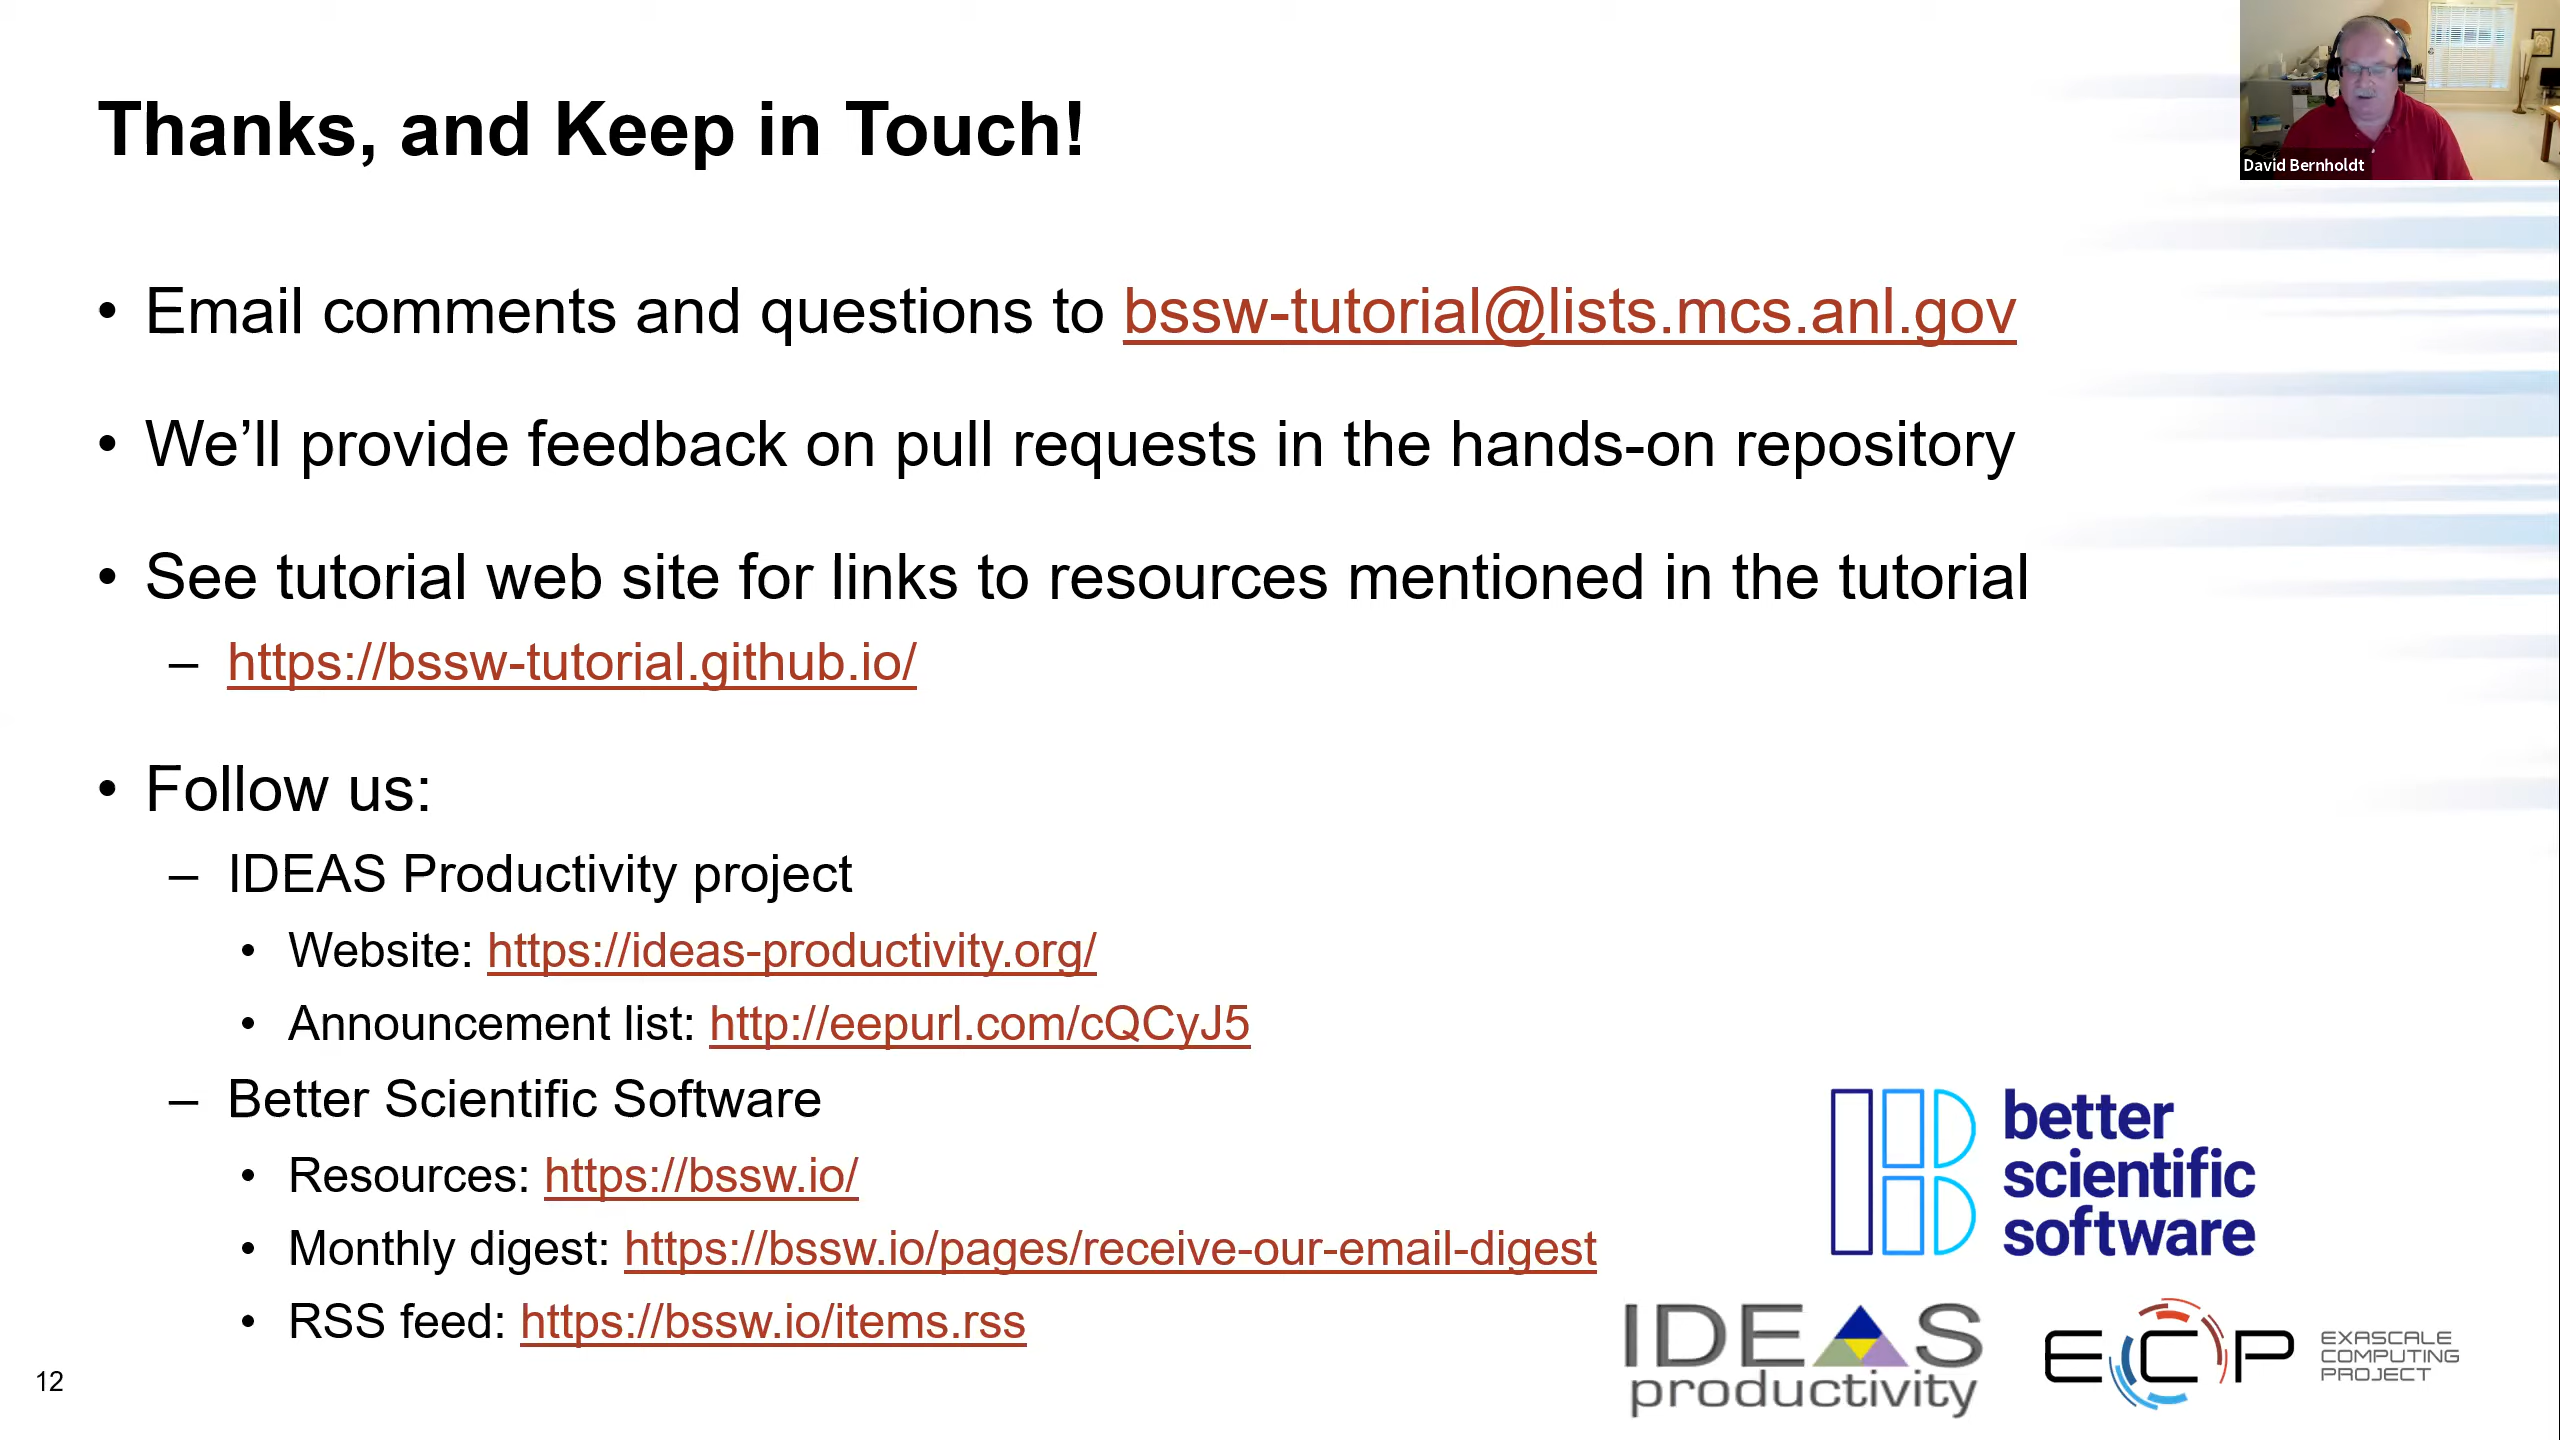 Thanks, and Keep in Touch!
David Bernholdt
• Email comments and questions to bssw-tutorial@lists.mcs.anl.gov
• We’ll provide feedback on pull requests in the hands-on repository
• See tutorial web site for links to resources mentioned in the tutorial
– https://bssw-tutorial.github.io/
• Follow us:
– IDEAS Productivity project
• Website: https://ideas-productivity.org/
• Announcement list: http://eepurl.com/cQCyJ5
– Better Scientific Software
• Resources: https://bssw.io/
• Monthly digest: https://bssw.io/pages/receive-our-email-digest
• RSS feed: https://bssw.io/items.rss
better
scientific
software
IDEAS
productivity
ECP
EXASCALE
COMPUTING
PROJECT
12